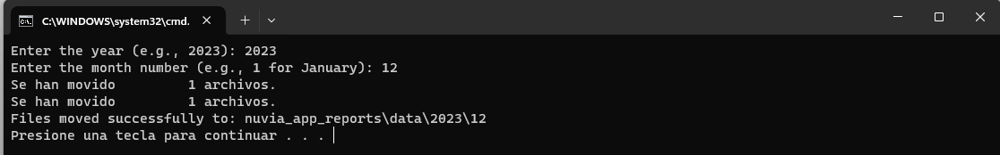 C:\WINDOWS\system32\cmd.
Enter the year (e.g., 2023): 2023
Enter the month number (e.g., 1 for January): 12
Se han movido         1 archivos.
Se han movido         1 archivos.
Files moved successfully to: nuvia_app_reports\data\2023\12
Presione una tecla para continuar . . .